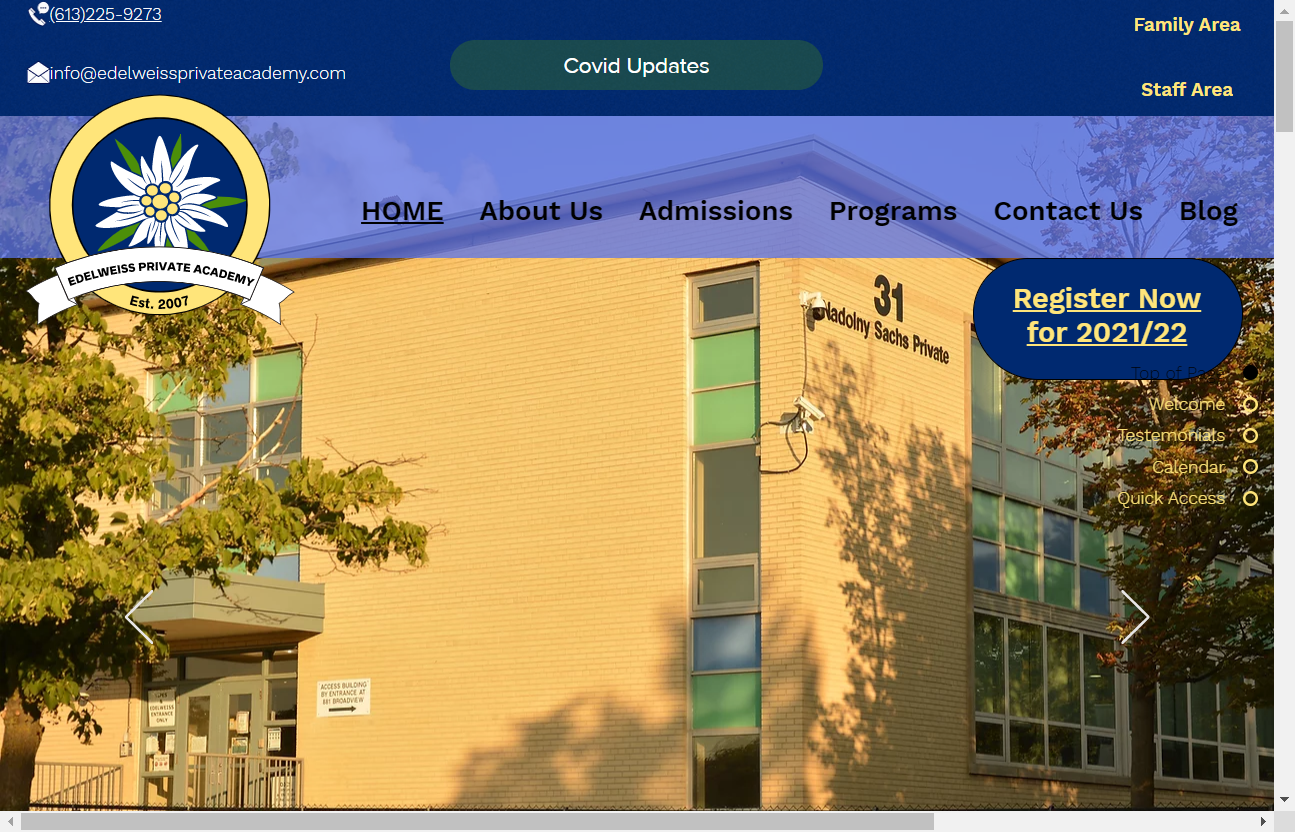 (613)225-9273
Family Area
Covid Updates
info@edelweissprivateacademy.com
Staff Area
HOME
About Us
Admissions
Programs
Contact Us
Blog
EDELWEISS PRIVATE ACADEMY
Est. 2007
31
Nadolny Sachs Private
Register Now
for 2021/22
Top of Page
Welcome
Testemonials
Calendar
Quick Access
ACCESS BUILDING
BY ENTRANCE AT
881 BROADVIEW
EDELWEISS
ENTRANCE
ONLY